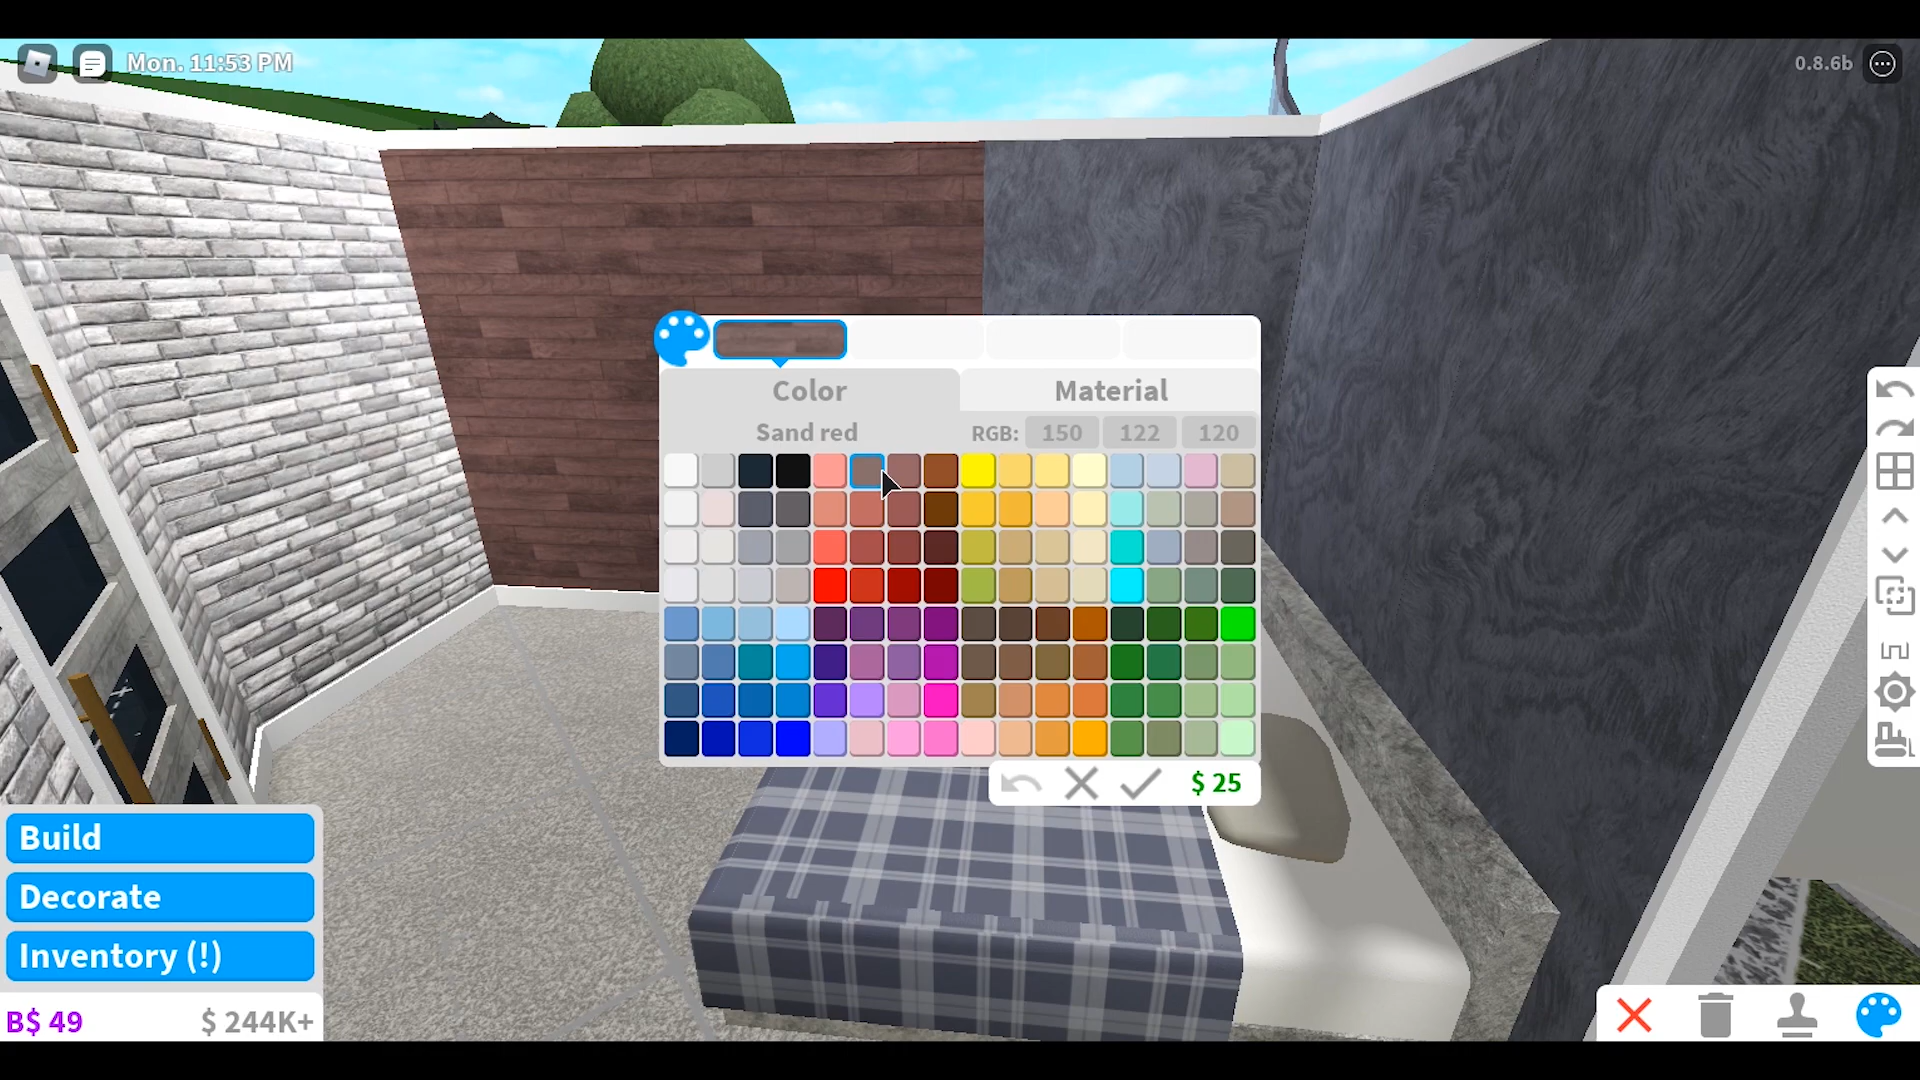 Mon. 11:53 PM
0.8.6b
Color
Material
Sand red
RGB: 150 122 120
$ 25
Build
Decorate
Inventory (!)
B$ 49
$ 244K+